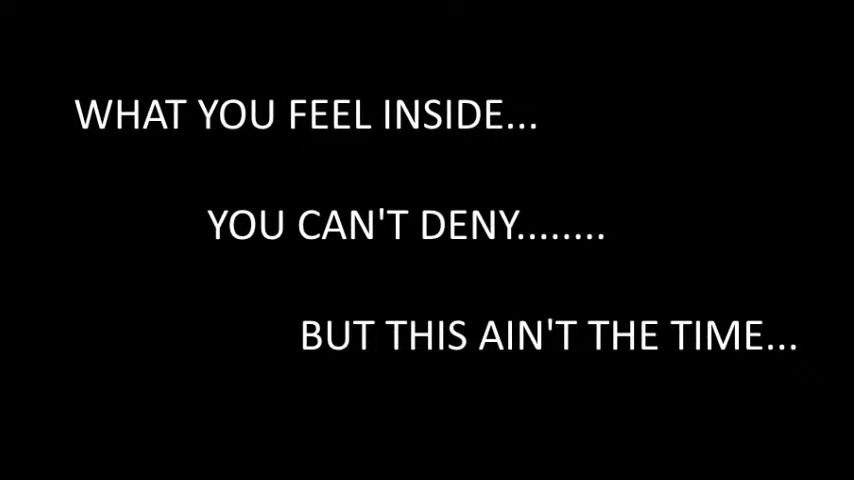 WHAT YOU FEEL INSIDE...
YOU CAN'T DENY........
BUT THIS AIN'T THE TIME...